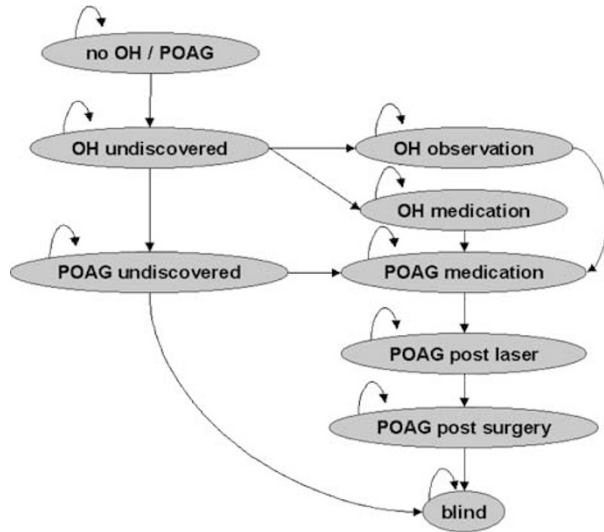 no OH / POAG
OH undiscovered
OH observation
OH medication
POAG undiscovered
POAG medication
POAG post laser
POAG post surgery
blind